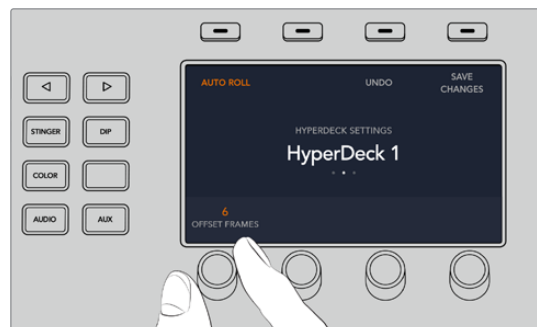 AUTO ROLL
UNDO
SAVE
CHANGES
HYPERDECK SETTINGS
HyperDeck 1
6
OFFSET FRAMES
STINGER
DIP
COLOR
AUDIO
AUX